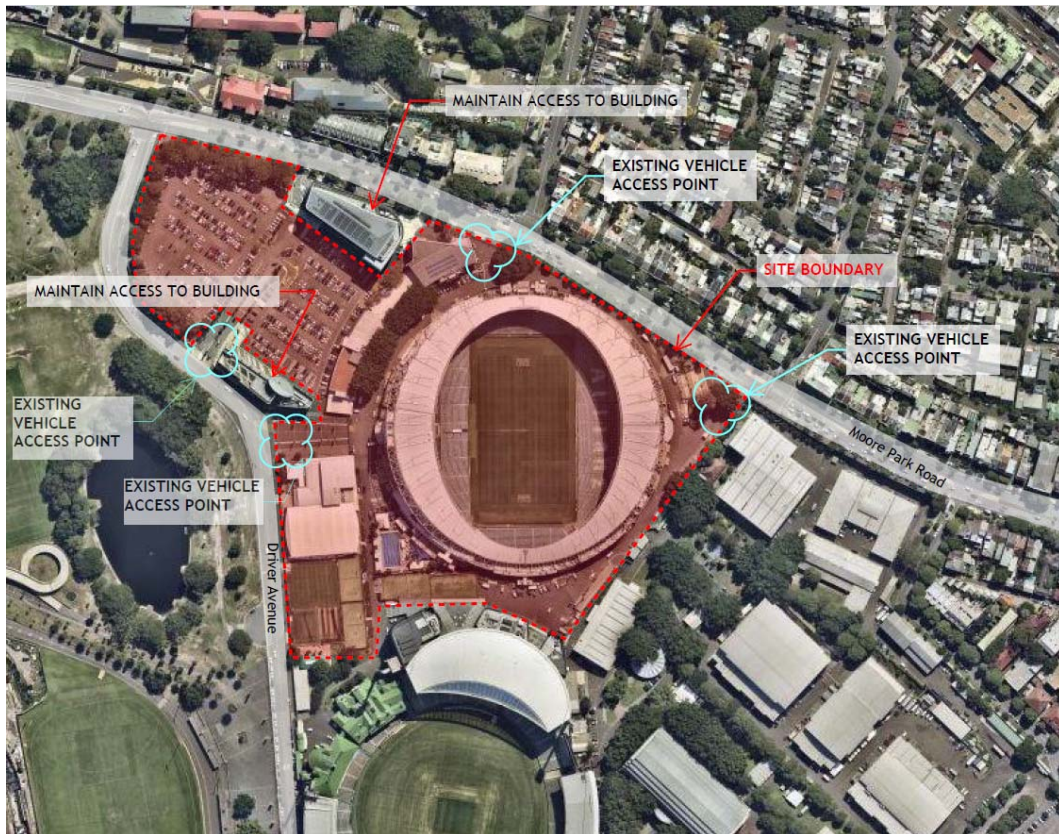 MAINTAIN ACCESS TO BUILDING
EXISTING VEHICLE
ACCESS POINT
SITE BOUNDARY
MAINTAIN ACCESS TO BUILDING
EXISTING VEHICLE
ACCESS POINT
EXISTING
VEHICLE
ACCESS POINT
Moore Park Road
EXISTING VEHICLE
ACCESS POINT
Driver Avenue